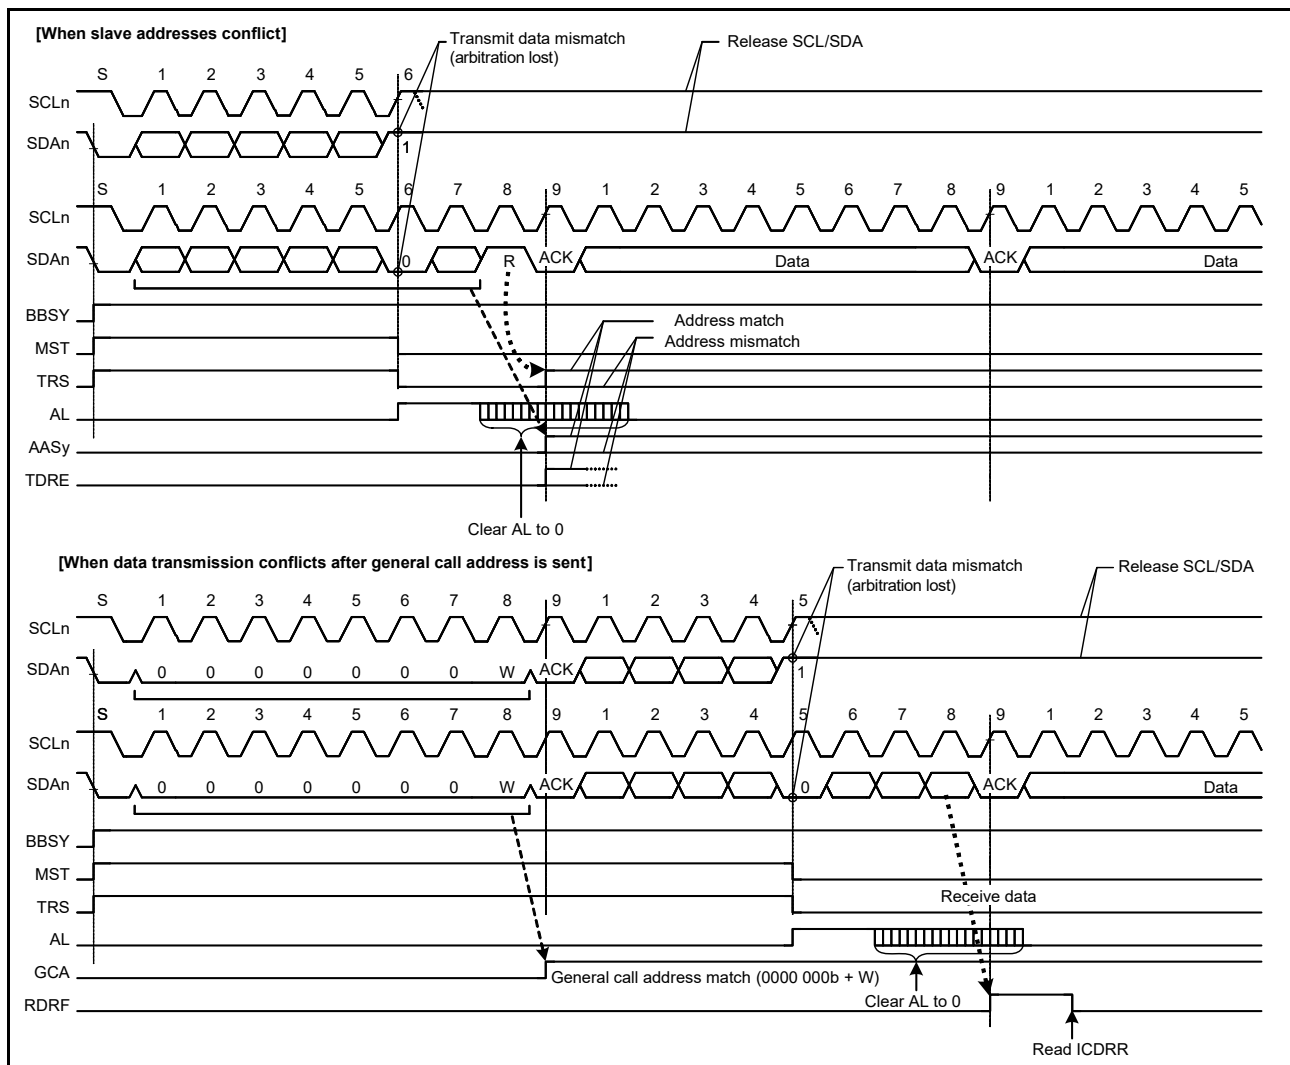 [When slave addresses conflict]
Transmit data mismatch
(arbitration lost)
Release SCL/SDA
S 1 2 3 4 5 6
SCLn
SDAn
1
S 1 2 3 4 5 6 7 8 9 1 2 3 4 5 6 7 8 9 1 2 3 4 5
SCLn
SDAn 0 R ACK Data ACK Data
BBSY
Address match
MST
Address mismatch
TRS
AL
AASy
TDRE
Clear AL to 0
[When data transmission conflicts after general call address is sent]
Transmit data mismatch
(arbitration lost)
Release SCL/SDA
S 1 2 3 4 5 6 7 8 9 1 2 3 4 5
SCLn
SDAn 0 0 0 0 0 0 0 W ACK 1
S 1 2 3 4 5 6 7 8 9 1 2 3 4 5 6 7 8 9 1 2 3 4 5
SCLn
SDAn 0 0 0 0 0 0 0 W ACK 0 ACK Data
BBSY
MST
Receive data
TRS
AL
GCA
General call address match (0000 000b + W)
Clear AL to 0
RDRF
Read ICDRR